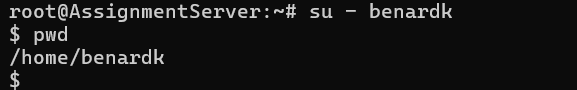 root@AssignmentServer:~# su - benardk
$ pwd
/home/benardk
$